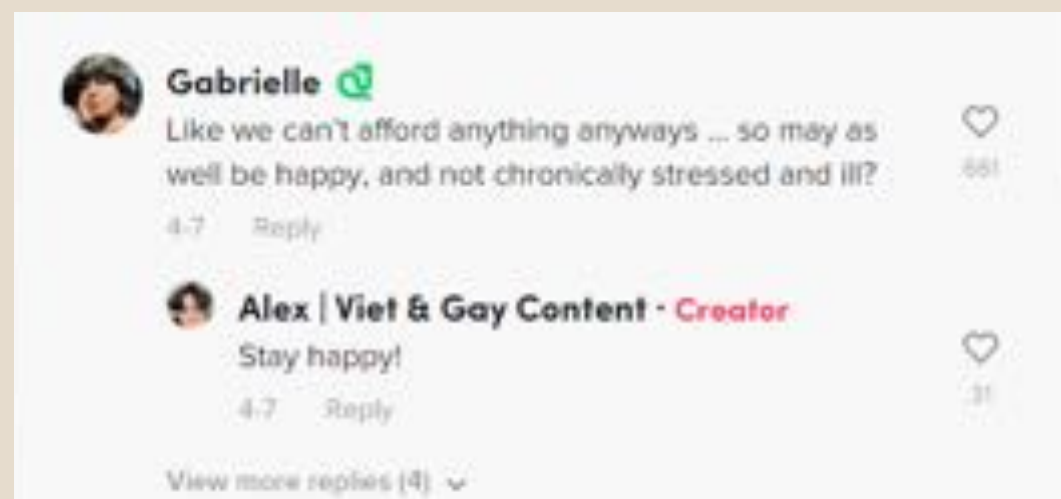 Gabrielle
Like we can't afford anything anyways ... so may as
well be happy, and not chronically stressed and ill?
661
4-7 Reply
Alex | Viet & Gay Content · Creator
Stay happy!
31
4-7 Reply
View more replies (4)